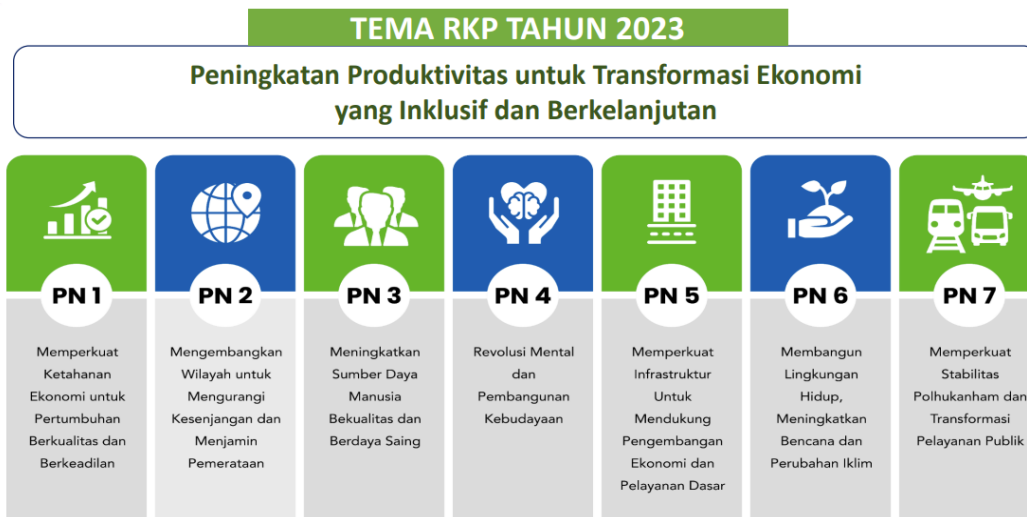 TEMA RKP TAHUN 2023
Peningkatan Produktivitas untuk Transformasi Ekonomi
yang Inklusif dan Berkelanjutan
PN 1
Memperkuat
Ketahanan
Ekonomi untuk
Pertumbuhan
Berkualitas dan
Berkeadilan
PN 2
Mengembangkan
Wilayah untuk
Mengurangi
Kesenjangan dan
Menjamin
Pemerataan
PN 3
Meningkatkan
Sumber Daya
Manusia
Bekualitas dan
Berdaya Saing
PN 4
Revolusi Mental
dan
Pembangunan
Kebudayaan
PN 5
Memperkuat
Infrastruktur
Untuk
Mendukung
Pengembangan
Ekonomi dan
Pelayanan Dasar
PN 6
Membangun
Lingkungan
Hidup,
Meningkatkan
Bencana dan
Perubahan Iklim
PN 7
Memperkuat
Stabilitas
Polhukanham dan
Transformasi
Pelayanan Publik